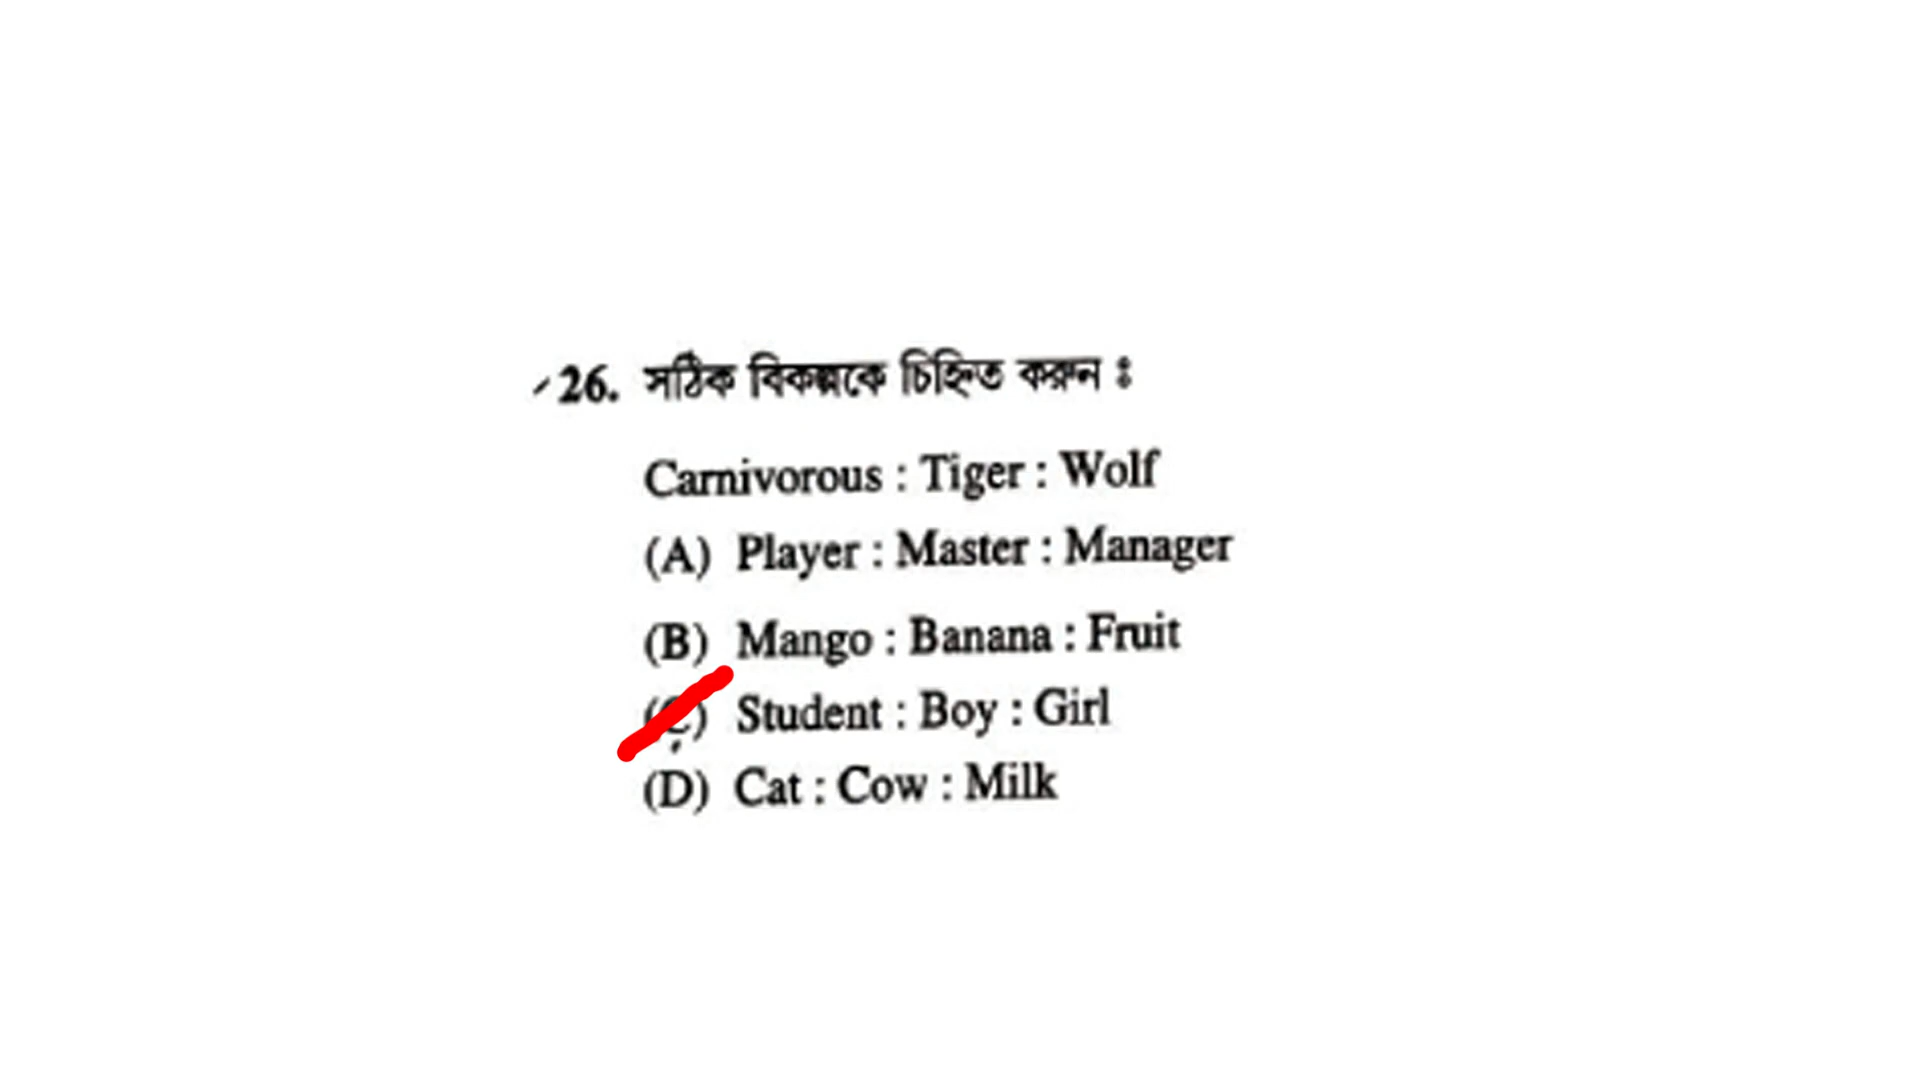 26. সঠিক বিকল্পকে চিহ্নিত করুন ঃ
Carnivorous : Tiger : Wolf
(A) Player : Master : Manager
(B) Mango : Banana : Fruit
(C) Student : Boy : Girl
(D) Cat : Cow : Milk